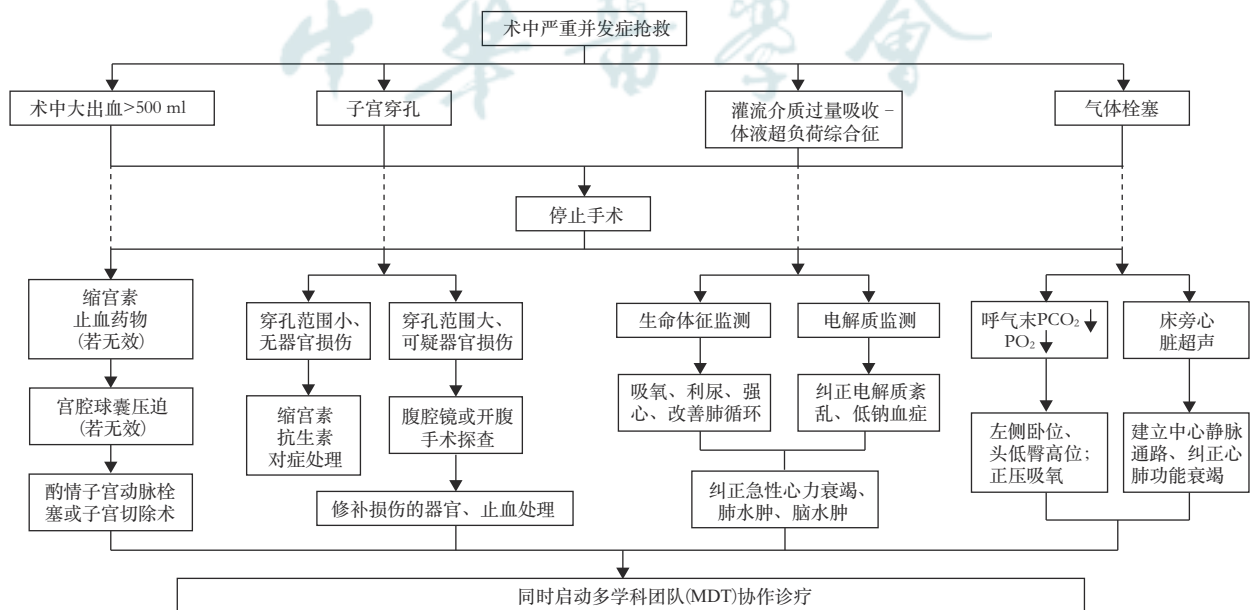 中华医学会
术中严重并发症抢救
术中大出血>500 ml
子宫穿孔
灌流介质过量吸收－
体液超负荷综合征
气体栓塞
停止手术
缩宫素
止血药物
(若无效)
宫腔球囊压迫
(若无效)
酌情子宫动脉栓
塞或子宫切除术
穿孔范围小、
无器官损伤
缩宫素
抗生素
对症处理
穿孔范围大、
可疑器官损伤
腹腔镜或开腹
手术探查
修补损伤的器官、止血处理
生命体征监测
吸氧、利尿、强
心、改善肺循环
电解质监测
纠正电解质紊
乱、低钠血症
纠正急性心力衰竭、
肺水肿、脑水肿
呼气末PCO₂↓
PO₂↓
左侧卧位、
头低臀高位;
正压吸氧
床旁心
脏超声
建立中心静脉
通路、纠正心
肺功能衰竭
同时启动多学科团队(MDT)协作诊疗